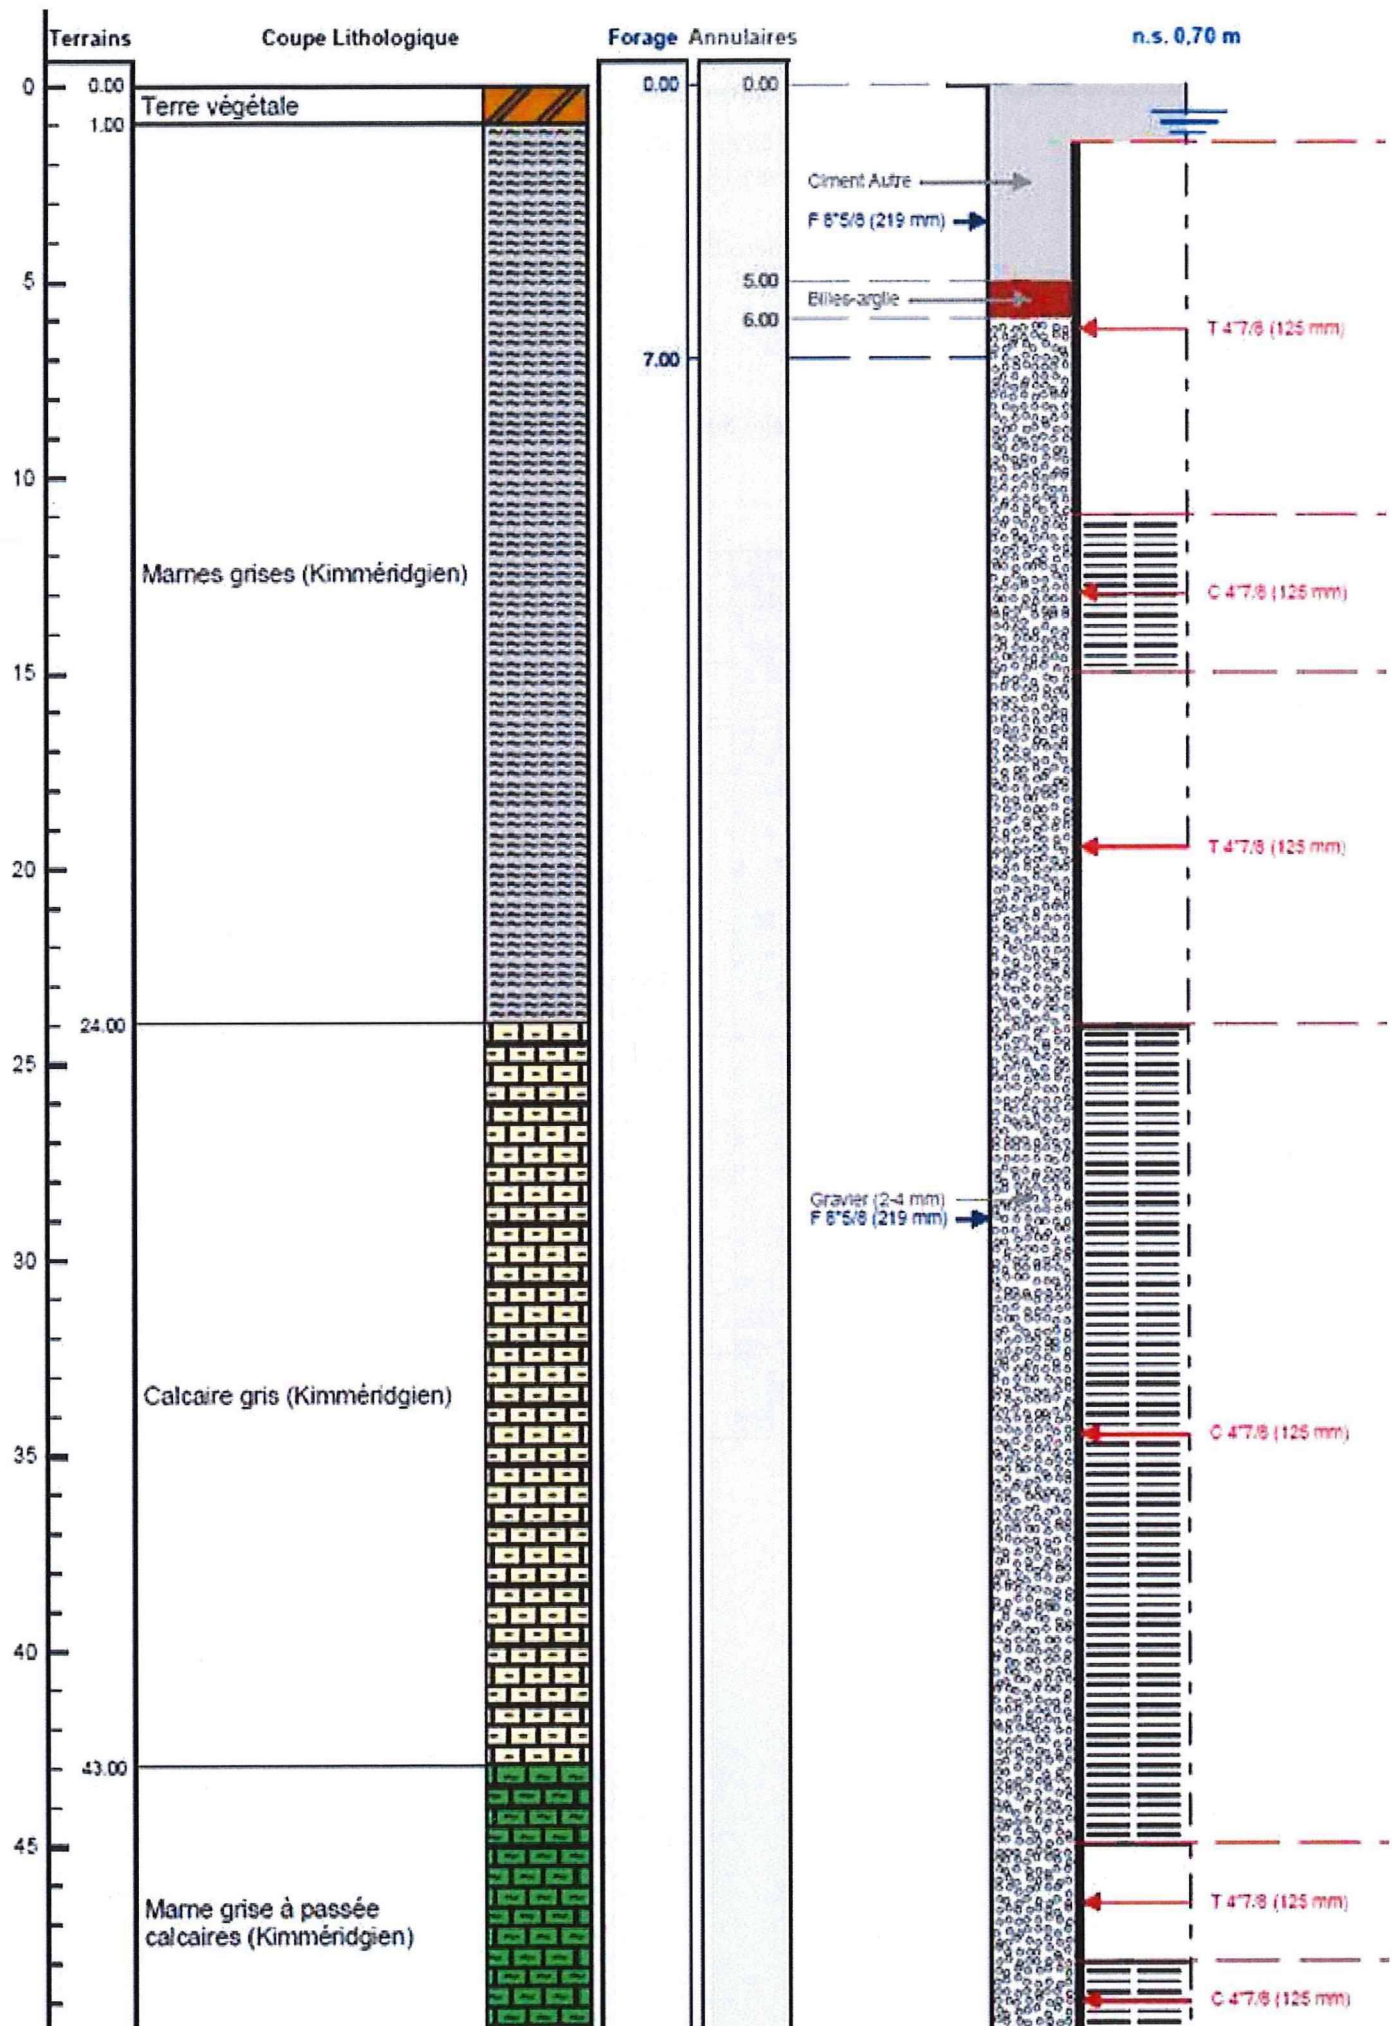 Terrains Coupe Lithologique Forage Annulaires n.s. 0,70 m
0 0.00 0.00 0.00
Terre végétale
1.00
Ciment Autre
F 8"5/8 (219 mm)
5 5.00
Billes-argile
6.00
T 4"7/8 (125 mm)
7.00
10
Marnes grises (Kimméridgien)
C 4"7/8 (125 mm)
15
T 4"7/8 (125 mm)
20
24.00
25
Gravier (2-4 mm)
F 8"5/8 (219 mm)
30
Calcaire gris (Kimméridgien)
C 4"7/8 (125 mm)
35
40
43.00
45
T 4"7/8 (125 mm)
Marne grise à passée
calcaires (Kimméridgien)
C 4"7/8 (125 mm)